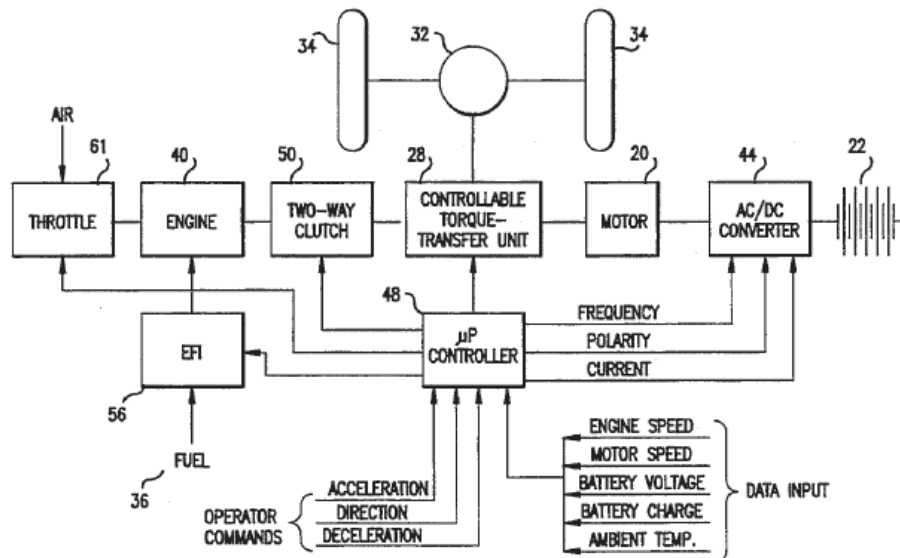 34
32
34
AIR
61
40
50
28
20
44
22
THROTTLE
ENGINE
TWO-WAY
CLUTCH
CONTROLLABLE
TORQUE-
TRANSFER UNIT
MOTOR
AC/DC
CONVERTER
48
μP
CONTROLLER
FREQUENCY
POLARITY
CURRENT
EFI
56
FUEL
36
OPERATOR
COMMANDS
ACCELERATION
DIRECTION
DECELERATION
ENGINE SPEED
MOTOR SPEED
BATTERY VOLTAGE
BATTERY CHARGE
AMBIENT TEMP.
DATA INPUT